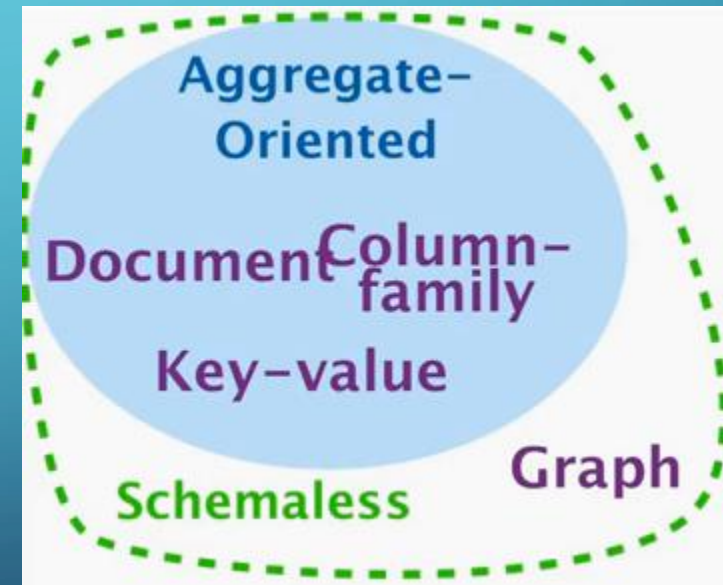 Aggregate-
Oriented
Document
Column-
family
Key-value
Graph
Schemaless